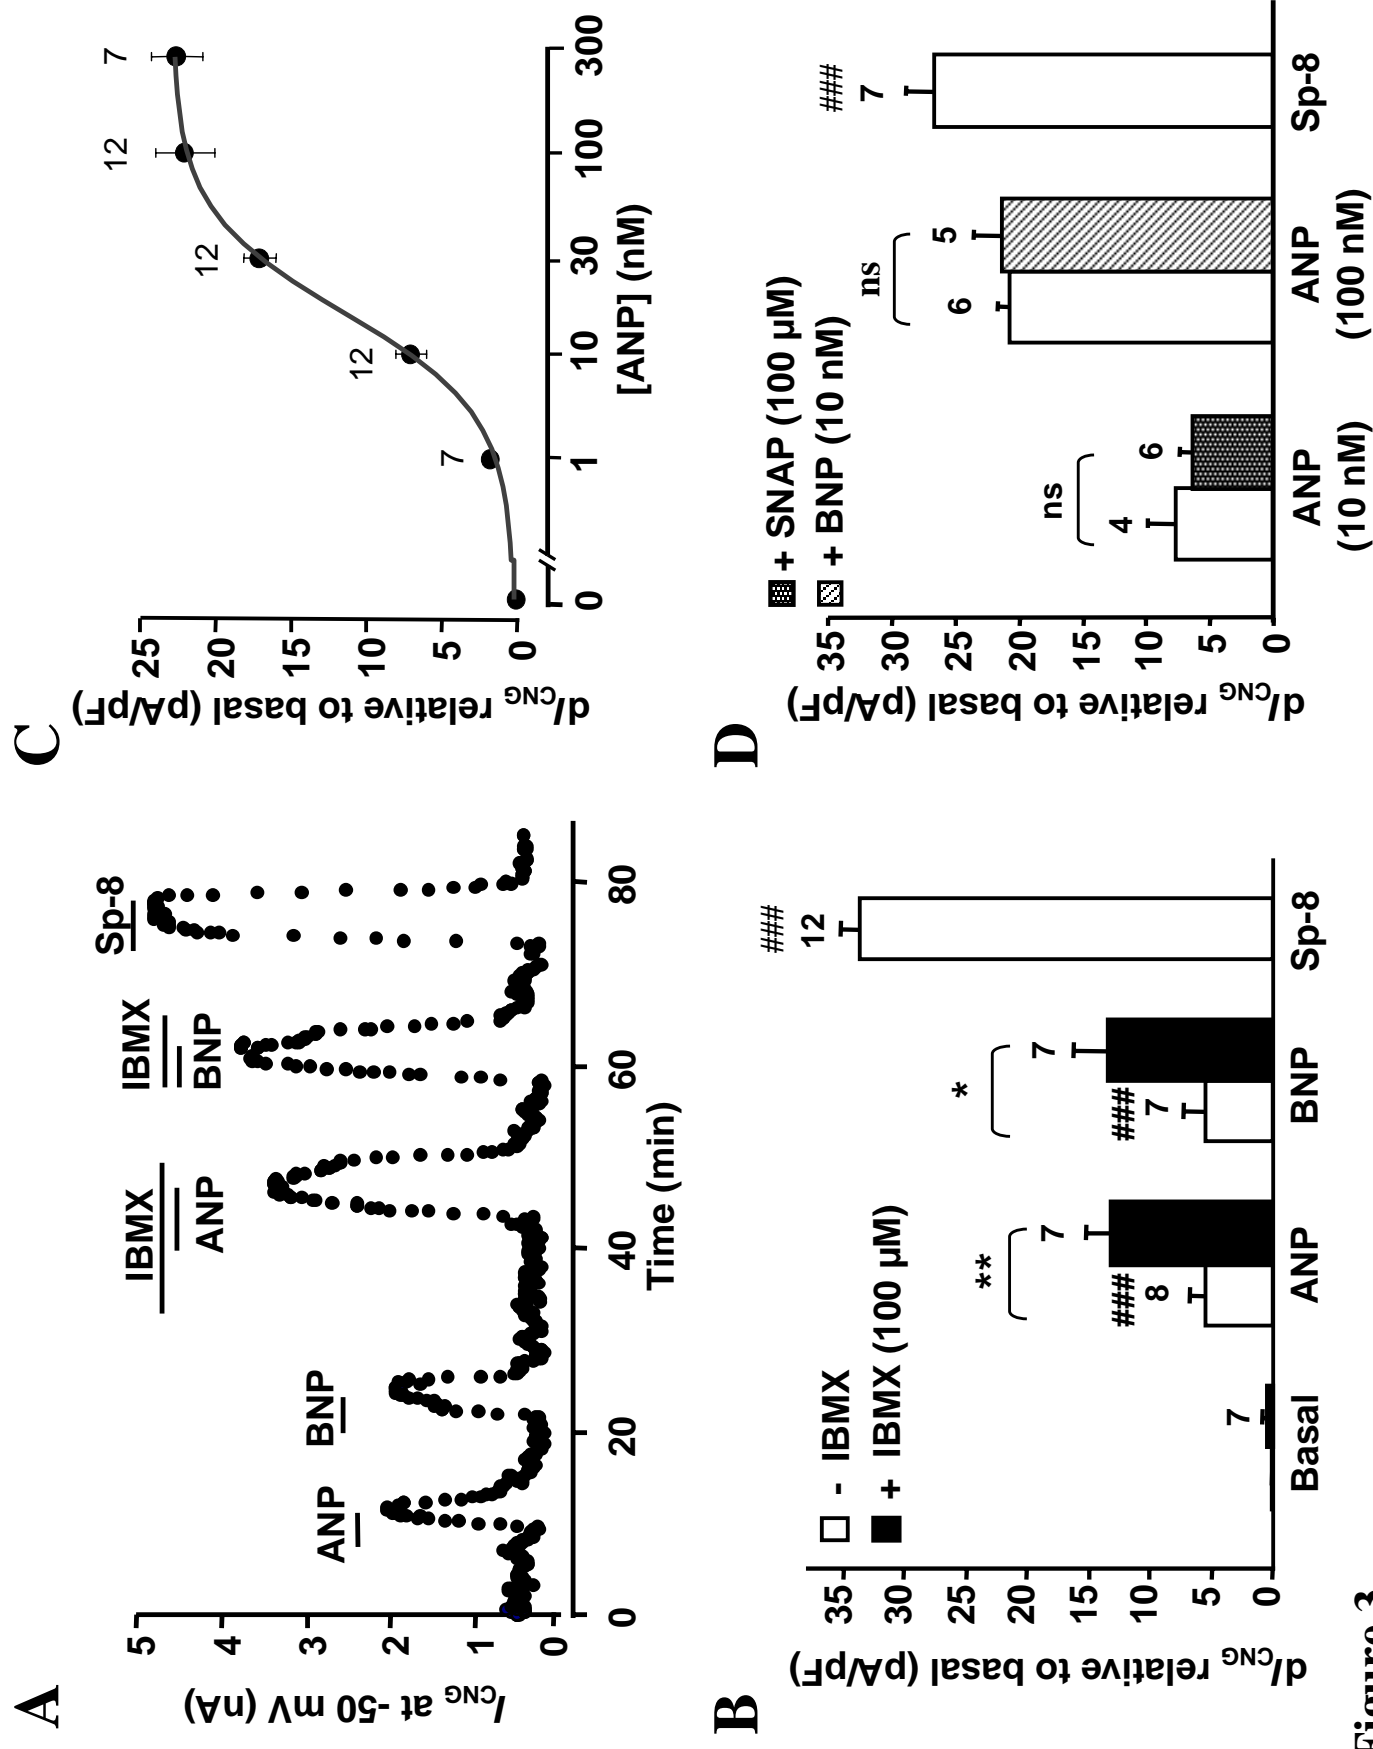 A
I_CNG at -50 mV (nA)
5
4
3
2
1
0
ANP
BNP
IBMX
ANP
IBMX
BNP
Sp-8
0
20
40
60
80
Time (min)
C
dI_CNG relative to basal (pA/pF)
25
20
15
10
5
0
7
12
12
12
7
0
1
10
30
100
300
[ANP] (nM)
B
dI_CNG relative to basal (pA/pF)
35
30
25
20
15
10
5
0
- IBMX
+ IBMX (100 µM)
7
**
###
8
7
*
###
7
7
###
12
Basal
ANP
BNP
Sp-8
D
dI_CNG relative to basal (pA/pF)
35
30
25
20
15
10
5
0
+ SNAP (100 µM)
+ BNP (10 nM)
ns
4
6
ns
6
5
###
7
ANP
(10 nM)
ANP
(100 nM)
Sp-8
Figure 3